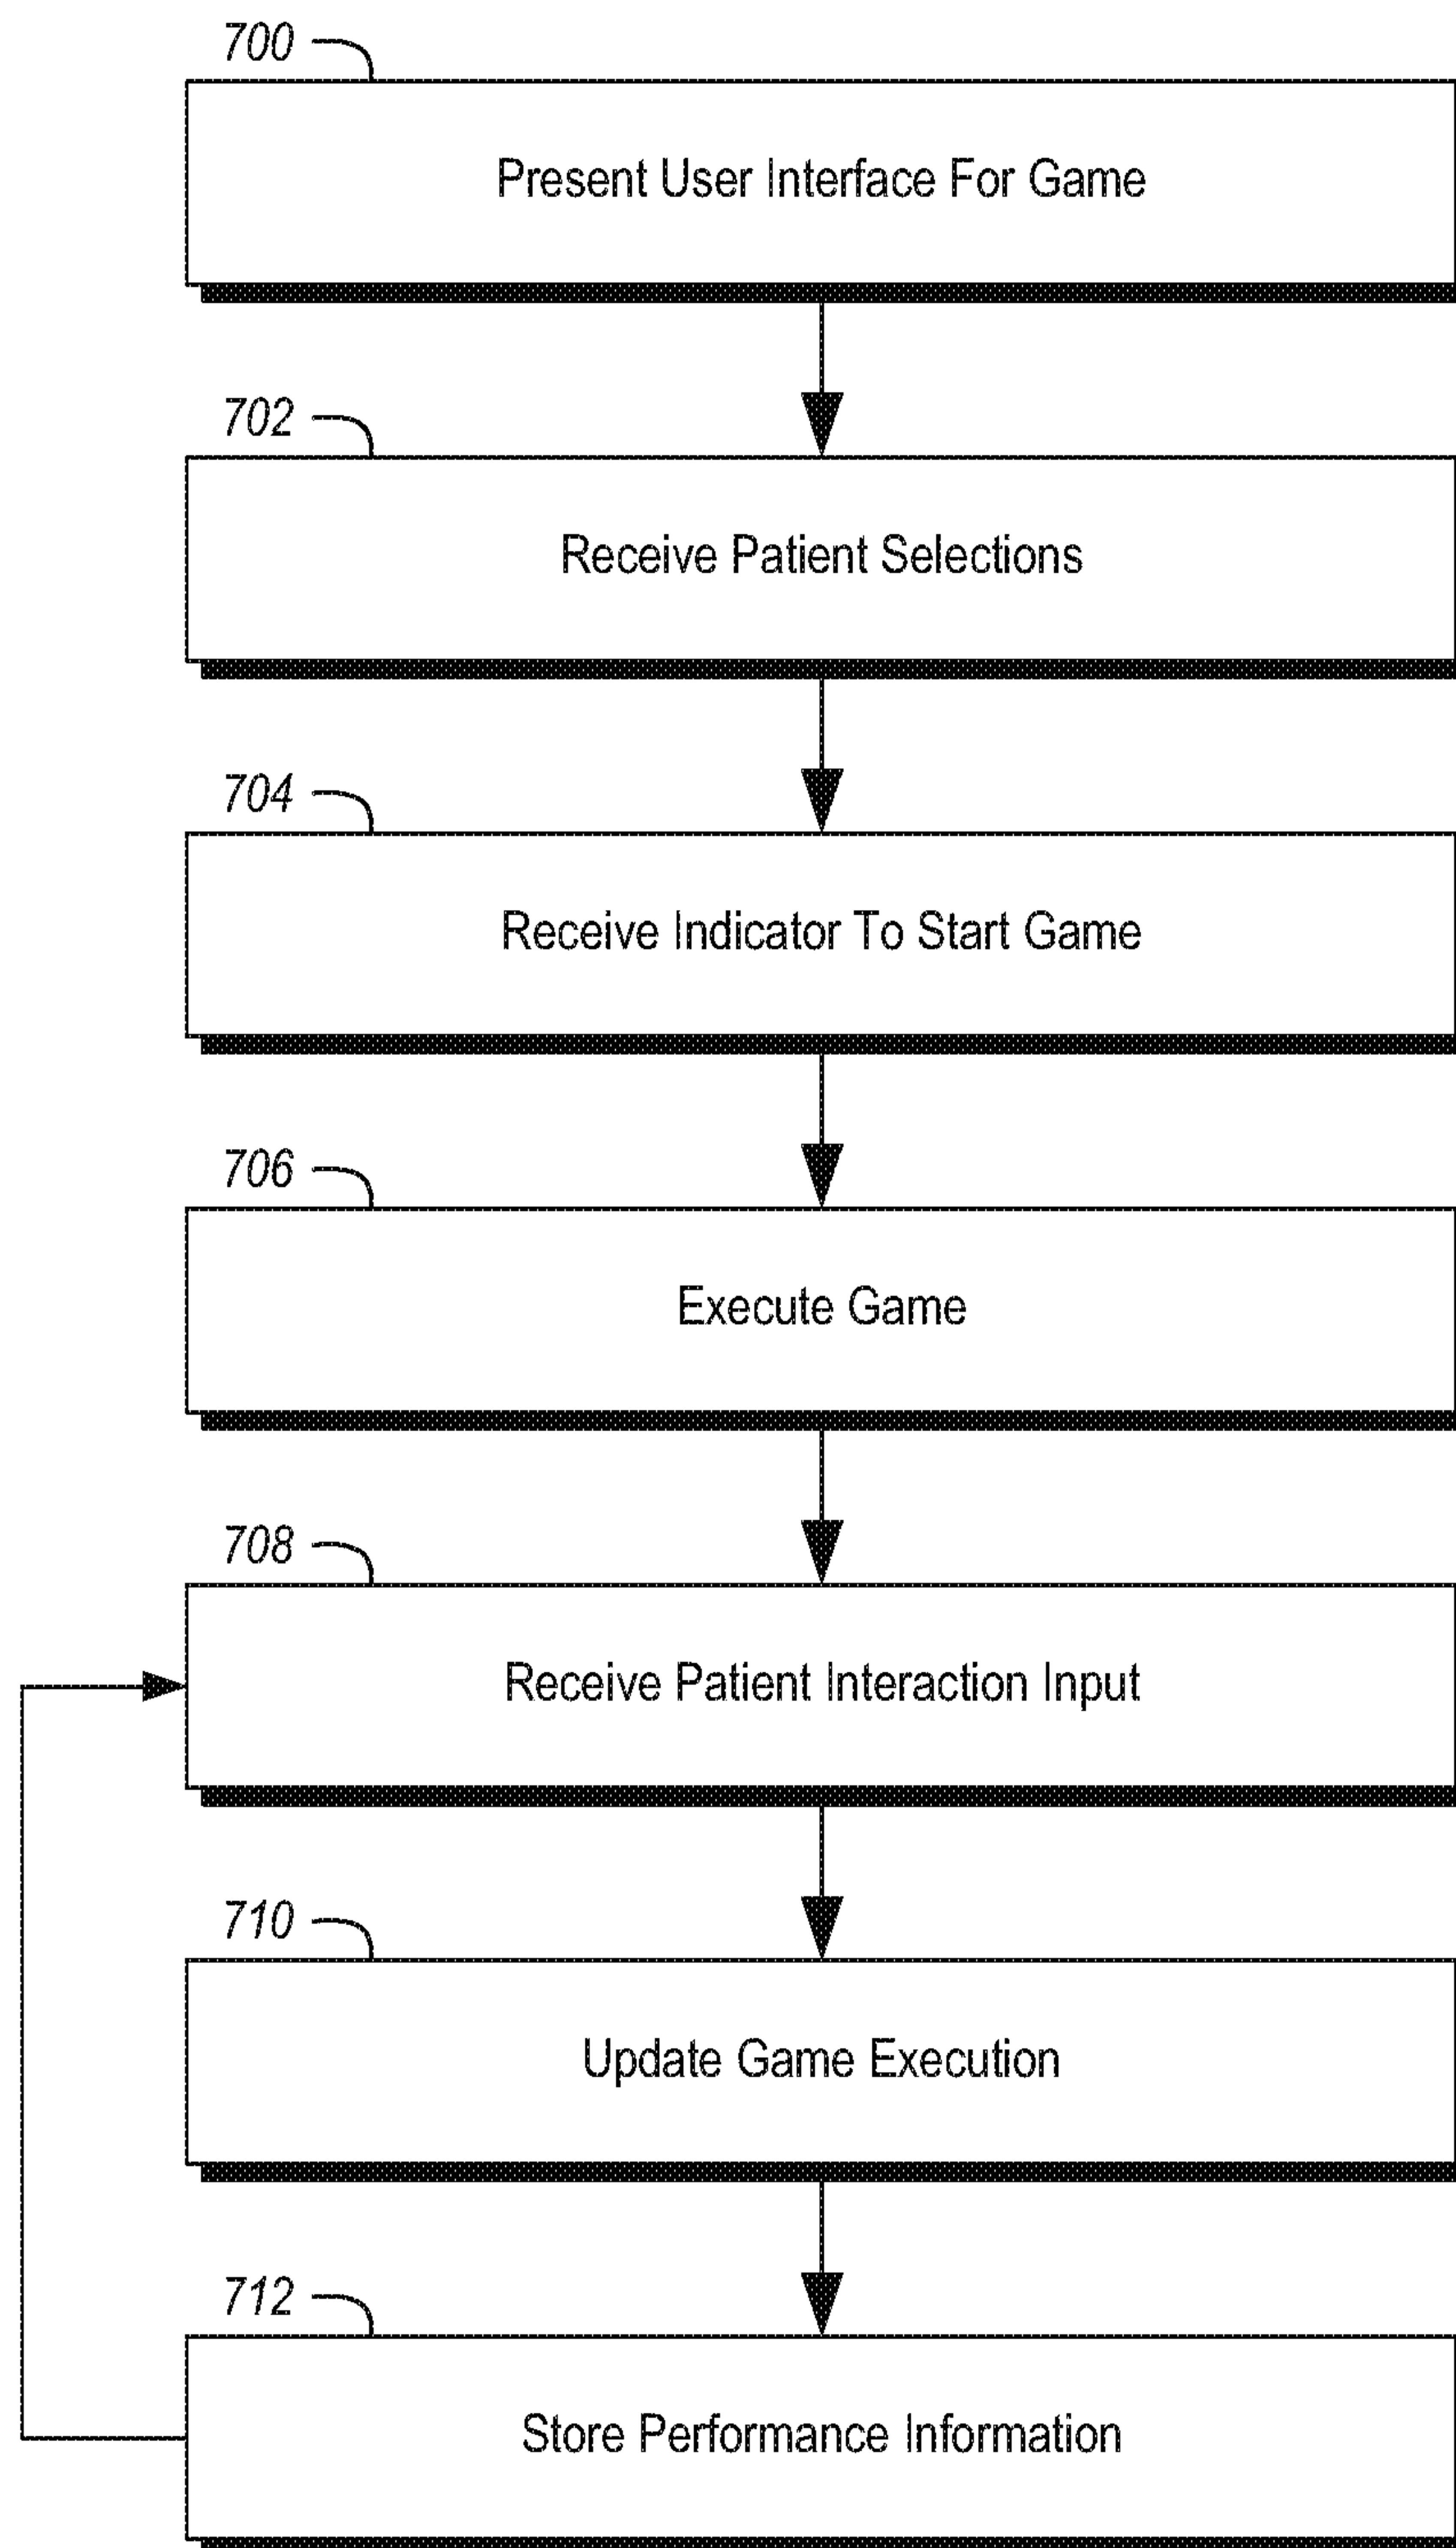 700
Present User Interface For Game
702
Receive Patient Selections
704
Receive Indicator To Start Game
706
Execute Game
708
Receive Patient Interaction Input
710
Update Game Execution
712
Store Performance Information